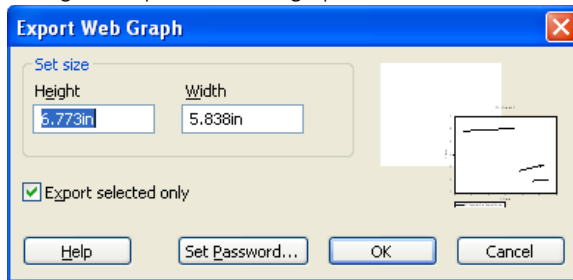 Export Web Graph
Set size
Height Width
6.773in 5.838in
Export selected only
Help Set Password... OK Cancel